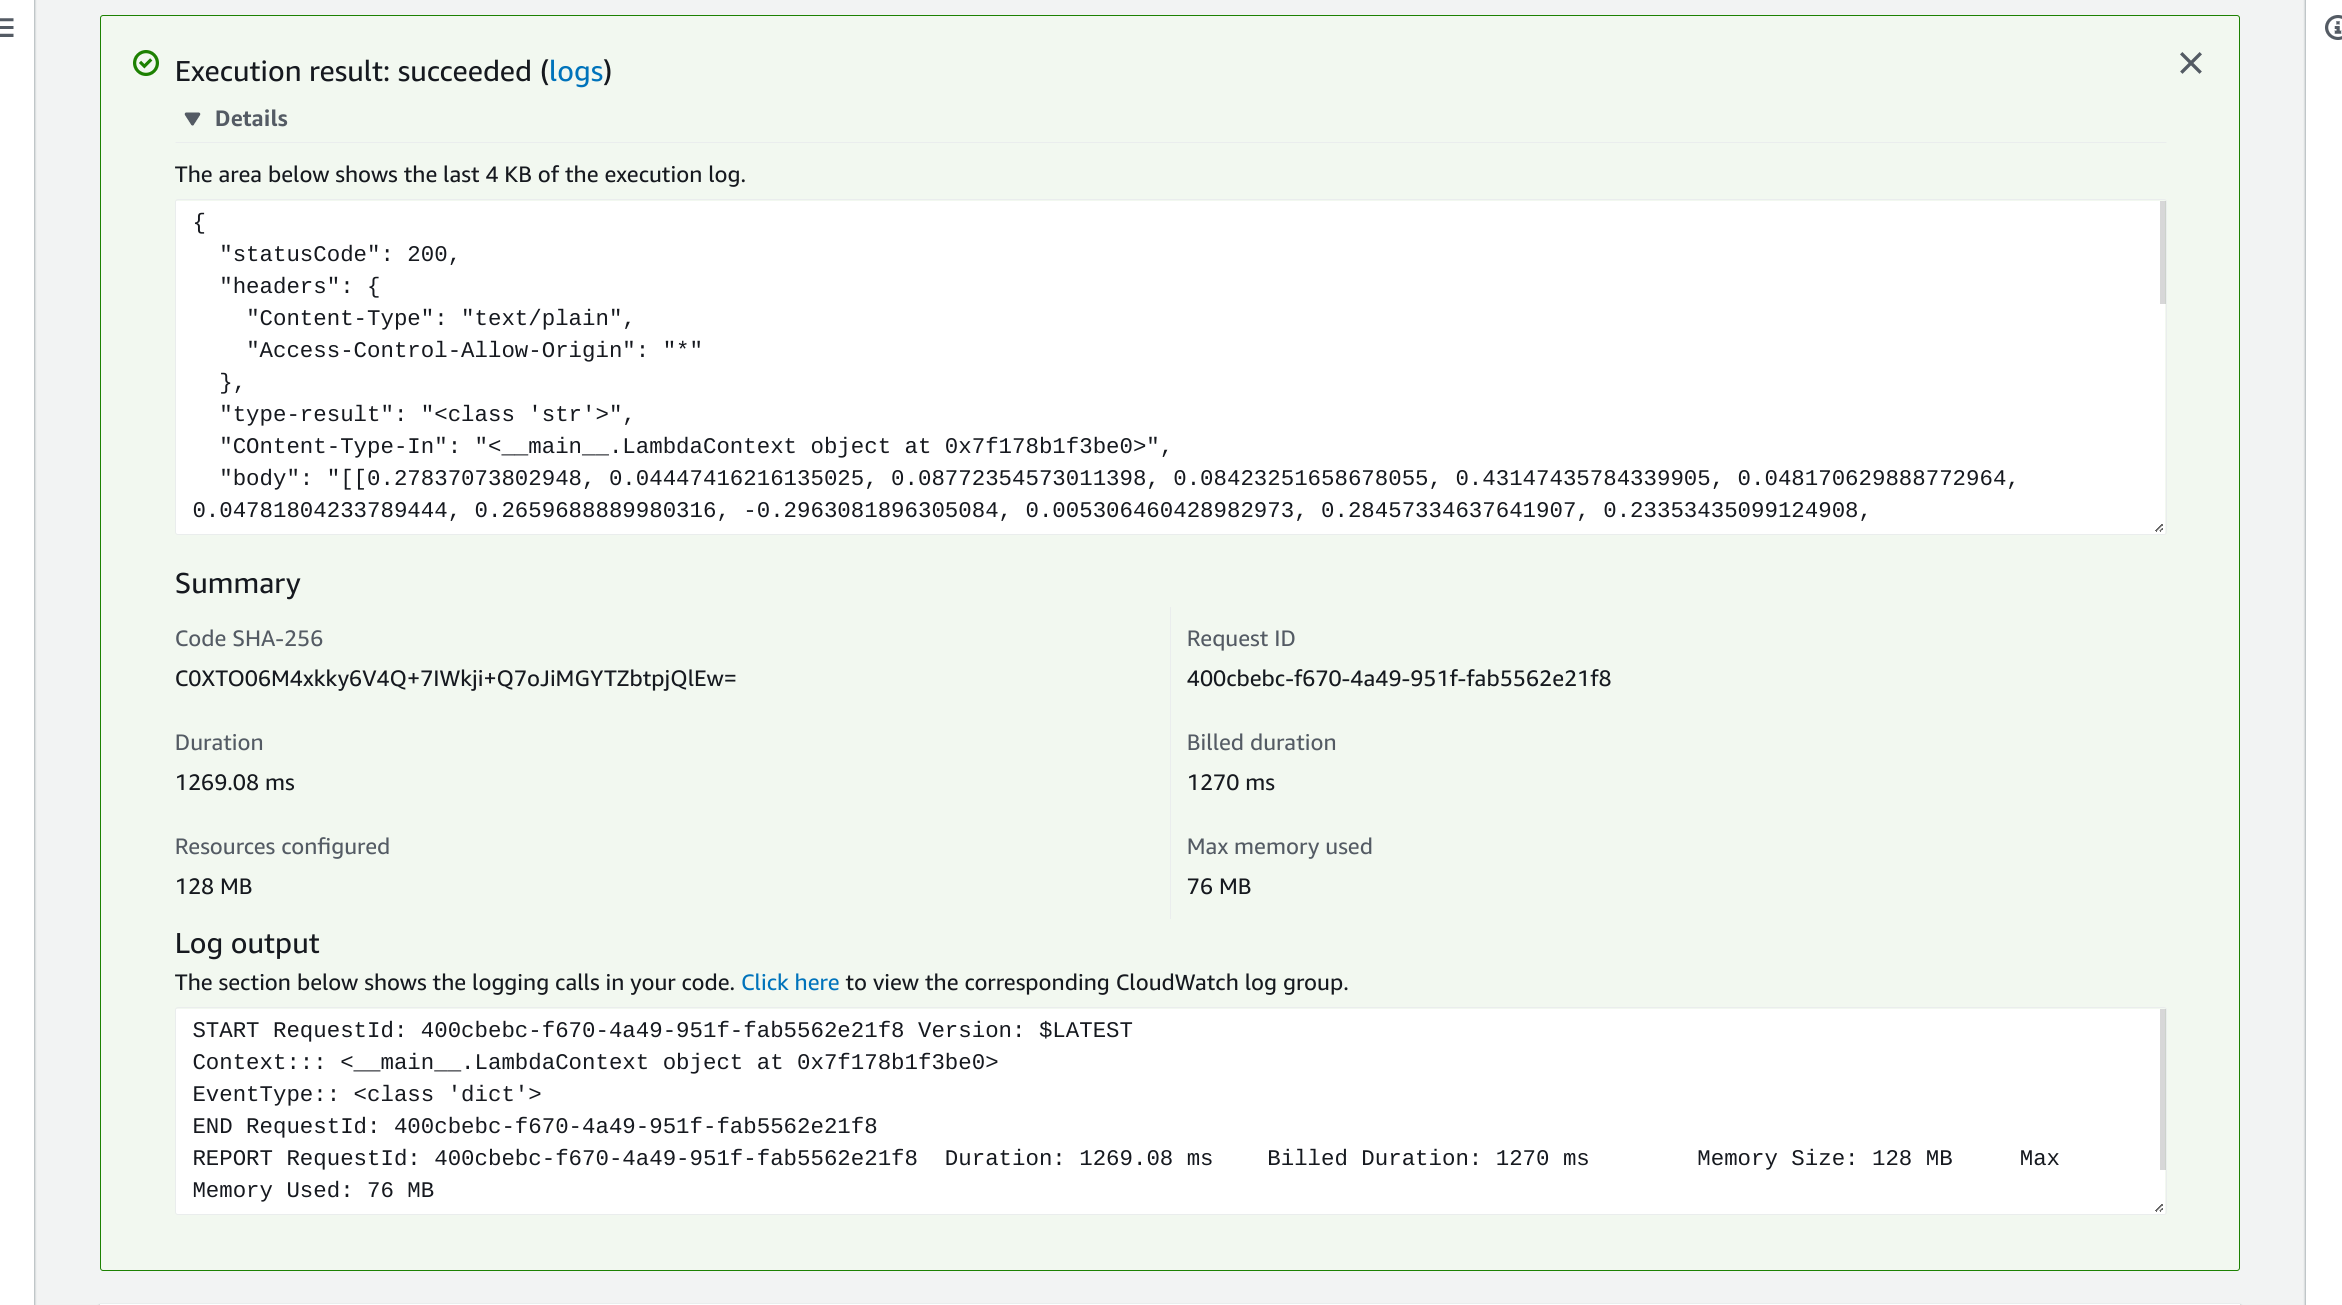 Execution result: succeeded (logs)
Details
The area below shows the last 4 KB of the execution log.
{
  "statusCode": 200,
  "headers": {
    "Content-Type": "text/plain",
    "Access-Control-Allow-Origin": "*"
  },
  "type-result": "<class 'str'>",
  "COntent-Type-In": "<__main__.LambdaContext object at 0x7f178b1f3be0>",
  "body": "[[0.27837073802948, 0.04447416216135025, 0.08772354573011398, 0.08423251658678055, 0.43147435784339905, 0.048170629888772964,
0.04781804233789444, 0.2659688889980316, -0.2963081896305084, 0.005306460428982973, 0.28457334637641907, 0.23353435099124908,
Summary
Code SHA-256
C0XTO06M4xkky6V4Q+7IWkji+Q7oJiMGYTZbtpjQlEw=
Request ID
400cbebc-f670-4a49-951f-fab5562e21f8
Duration
1269.08 ms
Billed duration
1270 ms
Resources configured
128 MB
Max memory used
76 MB
Log output
The section below shows the logging calls in your code. Click here to view the corresponding CloudWatch log group.
START RequestId: 400cbebc-f670-4a49-951f-fab5562e21f8 Version: $LATEST
Context::: <__main__.LambdaContext object at 0x7f178b1f3be0>
EventType:: <class 'dict'>
END RequestId: 400cbebc-f670-4a49-951f-fab5562e21f8
REPORT RequestId: 400cbebc-f670-4a49-951f-fab5562e21f8  Duration: 1269.08 ms    Billed Duration: 1270 ms        Memory Size: 128 MB     Max
Memory Used: 76 MB